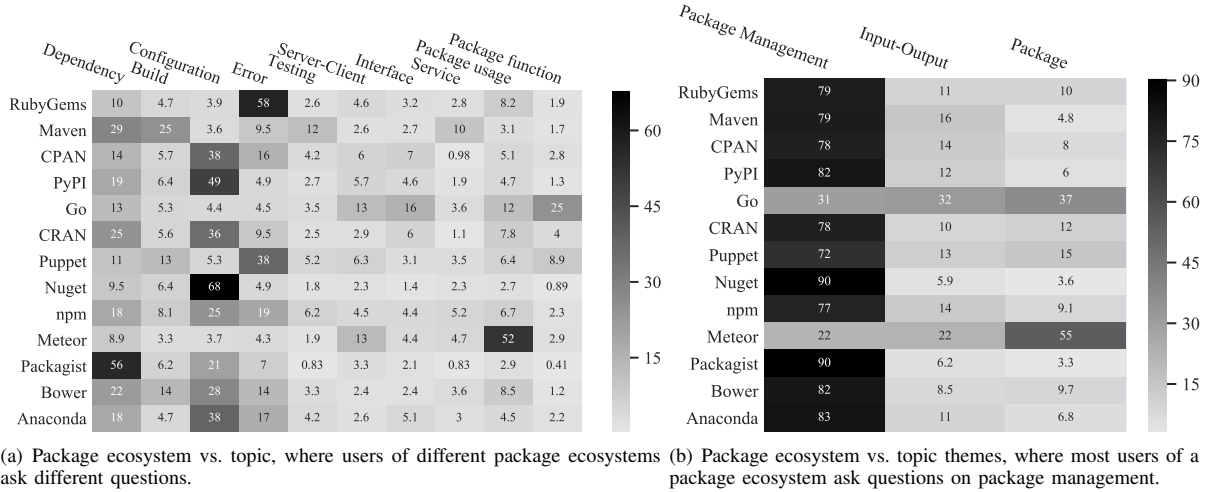 Dependency Build Configuration Error Testing Server-Client Interface Service Package usage Package function
RubyGems 10 4.7 3.9 58 2.6 4.6 3.2 2.8 8.2 1.9
Maven 29 25 3.6 9.5 12 2.6 2.7 10 3.1 1.7
CPAN 14 5.7 38 16 4.2 6 7 0.98 5.1 2.8
PyPI 19 6.4 49 4.9 2.7 5.7 4.6 1.9 4.7 1.3
Go 13 5.3 4.4 4.5 3.5 13 16 3.6 12 25
CRAN 25 5.6 36 9.5 2.5 2.9 6 1.1 7.8 4
Puppet 11 13 5.3 38 5.2 6.3 3.1 3.5 6.4 8.9
Nuget 9.5 6.4 68 4.9 1.8 2.3 1.4 2.3 2.7 0.89
npm 18 8.1 25 19 6.2 4.5 4.4 5.2 6.7 2.3
Meteor 8.9 3.3 3.7 4.3 1.9 13 4.4 4.7 52 2.9
Packagist 56 6.2 21 7 0.83 3.3 2.1 0.83 2.9 0.41
Bower 22 14 28 14 3.3 2.4 2.4 3.6 8.5 1.2
Anaconda 18 4.7 38 17 4.2 2.6 5.1 3 4.5 2.2
60
45
30
15
(a) Package ecosystem vs. topic, where users of different package ecosystems
ask different questions.
Package Management Input-Output Package
RubyGems 79 11 10
Maven 79 16 4.8
CPAN 78 14 8
PyPI 82 12 6
Go 31 32 37
CRAN 78 10 12
Puppet 72 13 15
Nuget 90 5.9 3.6
npm 77 14 9.1
Meteor 22 22 55
Packagist 90 6.2 3.3
Bower 82 8.5 9.7
Anaconda 83 11 6.8
90
75
60
45
30
15
(b) Package ecosystem vs. topic themes, where most users of a
package ecosystem ask questions on package management.